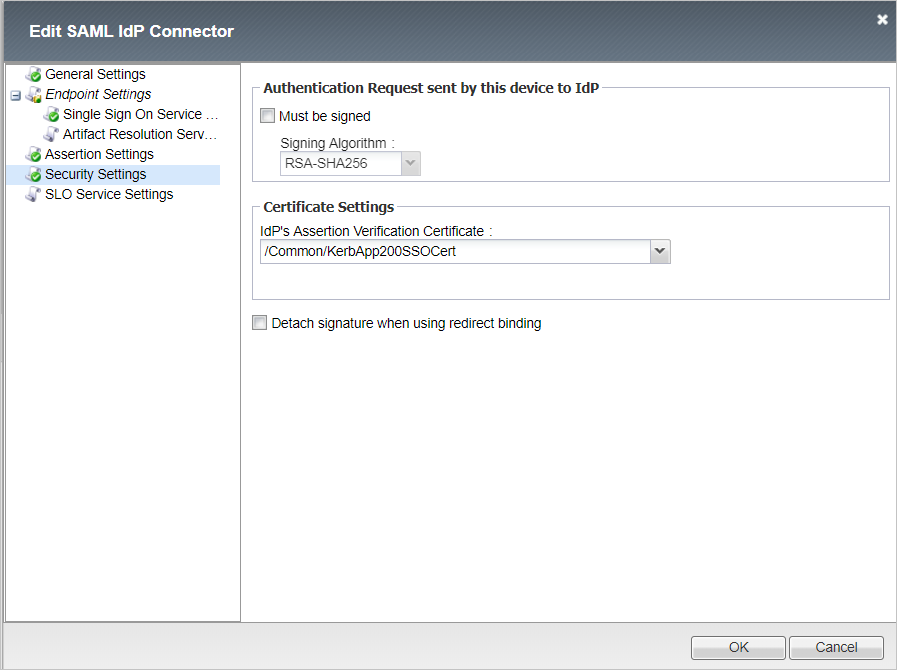 Edit SAML IdP Connector
General Settings
Endpoint Settings
Single Sign On Service ...
Artifact Resolution Serv...
Assertion Settings
Security Settings
SLO Service Settings
Authentication Request sent by this device to IdP
Must be signed
Signing Algorithm :
RSA-SHA256
Certificate Settings
IdP's Assertion Verification Certificate :
/Common/KerbApp200SSOCert
Detach signature when using redirect binding
OK
Cancel